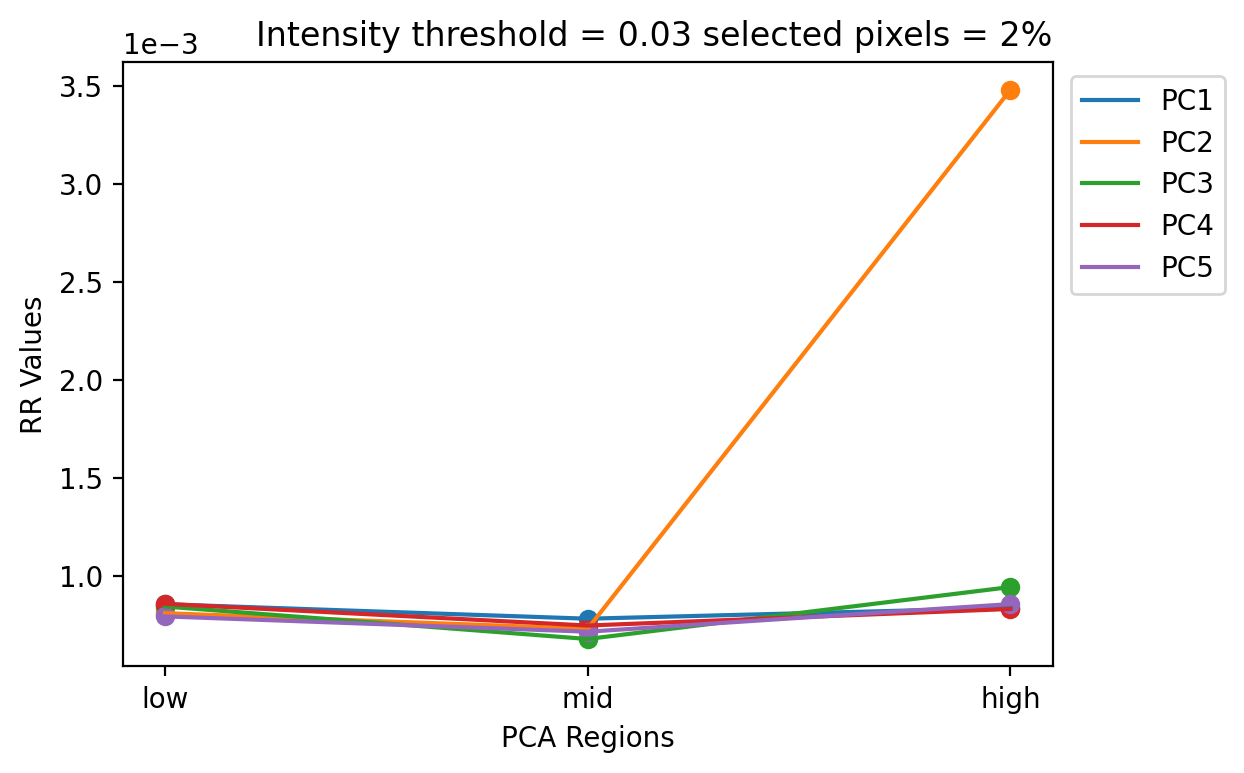 Intensity threshold = 0.03 selected pixels = 2%
1e−3
3.5
3.0
2.5
2.0
1.5
1.0
RR Values
low
mid
high
PCA Regions
PC1
PC2
PC3
PC4
PC5